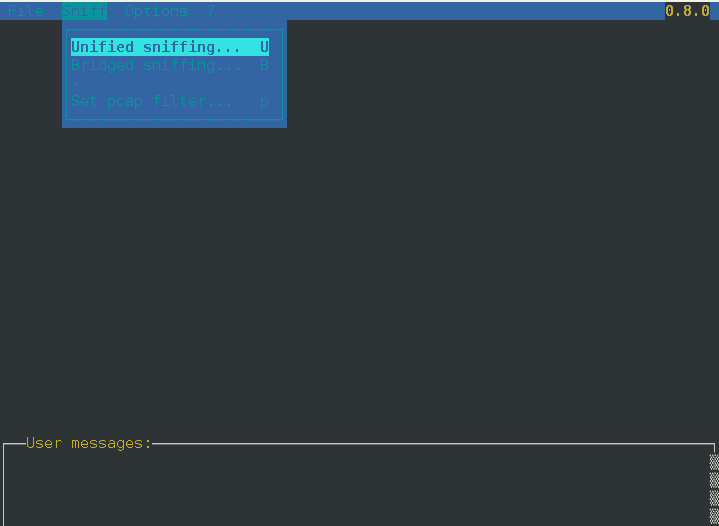 File Sniff Options ? 0.8.0
Unified sniffing... U
Bridged sniffing... B
-
Set pcap filter... p
User messages: